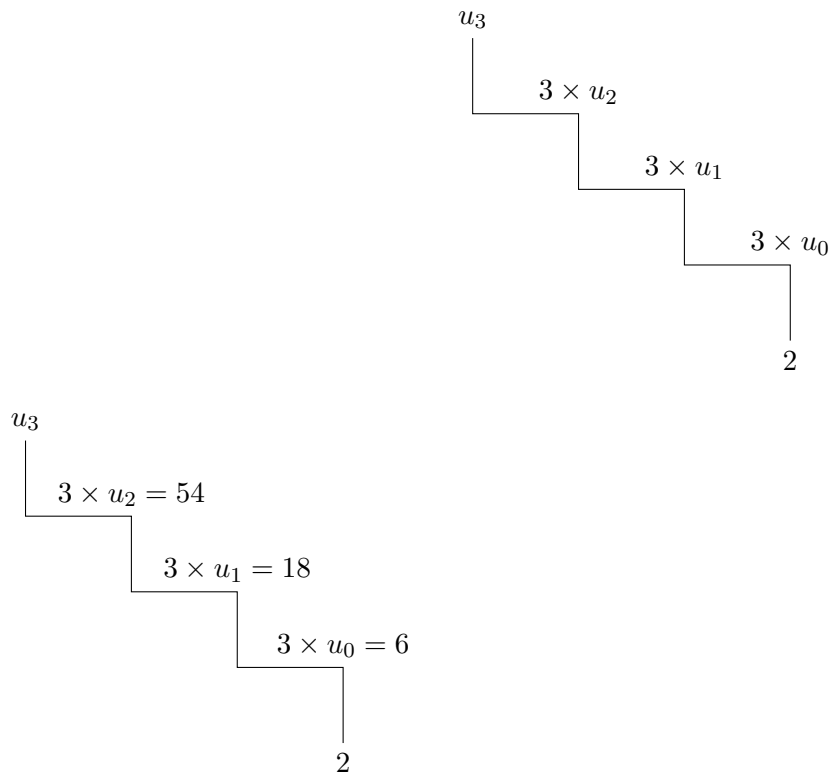 u₃
3 × u₂
3 × u₁
3 × u₀
2
u₃
3 × u₂ = 54
3 × u₁ = 18
3 × u₀ = 6
2